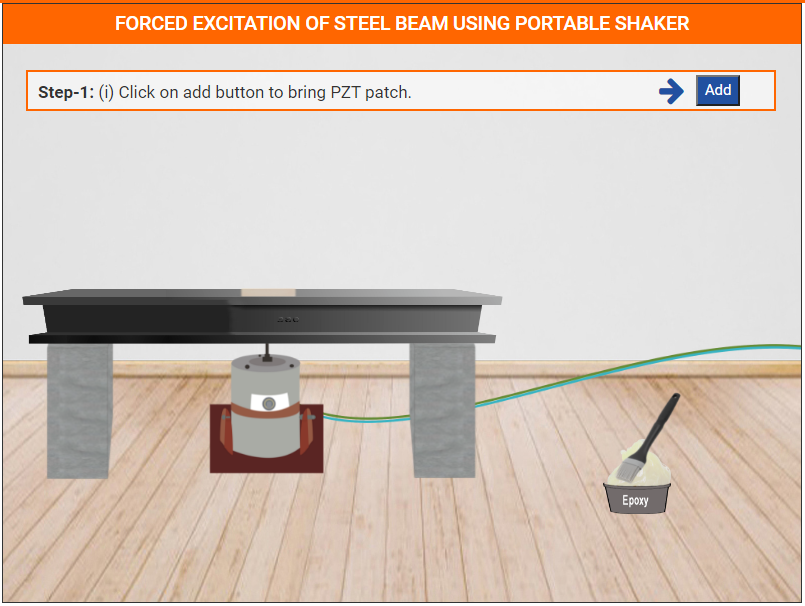 FORCED EXCITATION OF STEEL BEAM USING PORTABLE SHAKER
Step-1: (i) Click on add button to bring PZT patch.
Add
Epoxy